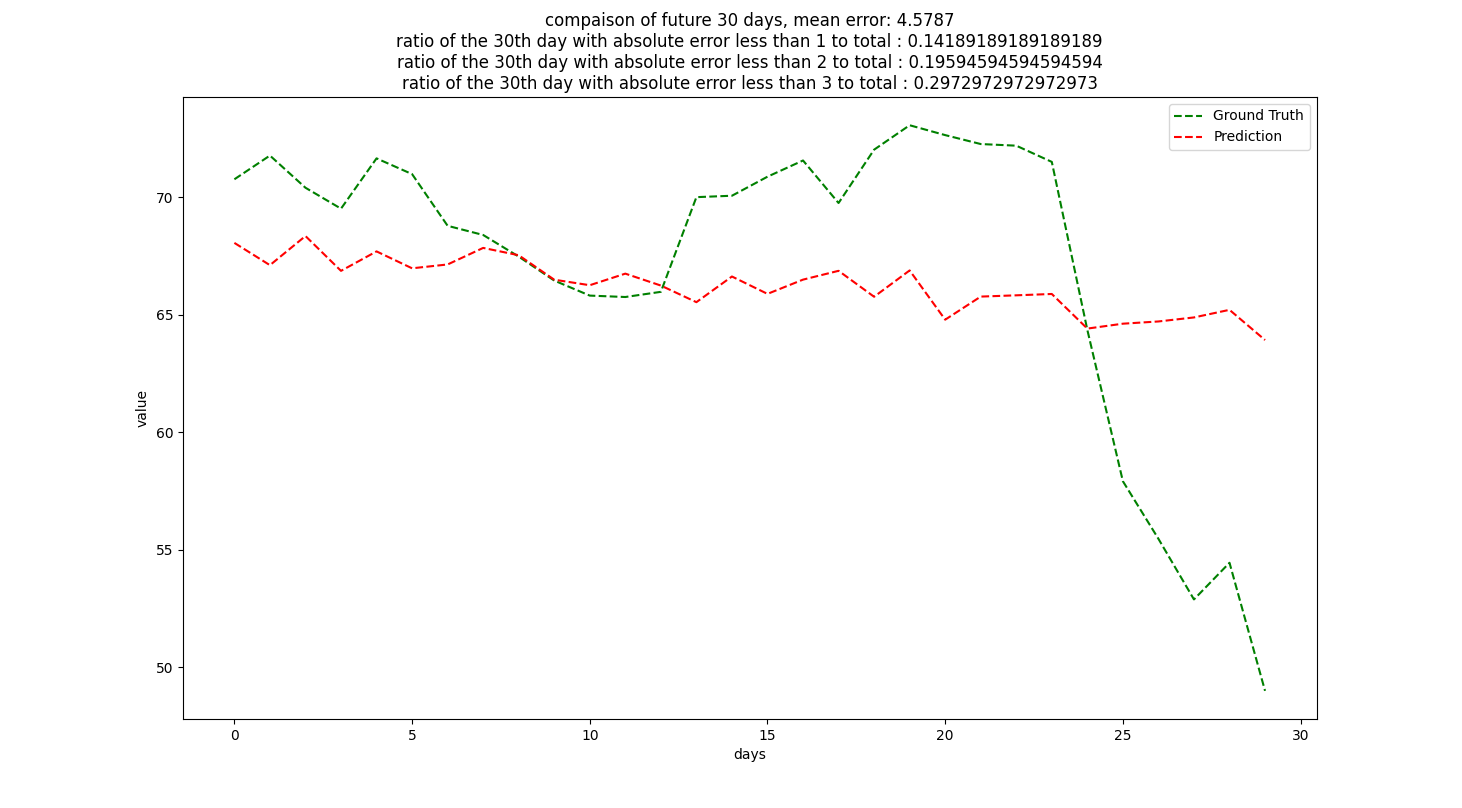 compaison of future 30 days, mean error: 4.5787
ratio of the 30th day with absolute error less than 1 to total : 0.14189189189189189
ratio of the 30th day with absolute error less than 2 to total : 0.19594594594594594
ratio of the 30th day with absolute error less than 3 to total : 0.2972972972972973
Ground Truth
Prediction
70
65
60
55
50
value
0 5 10 15 20 25 30
days